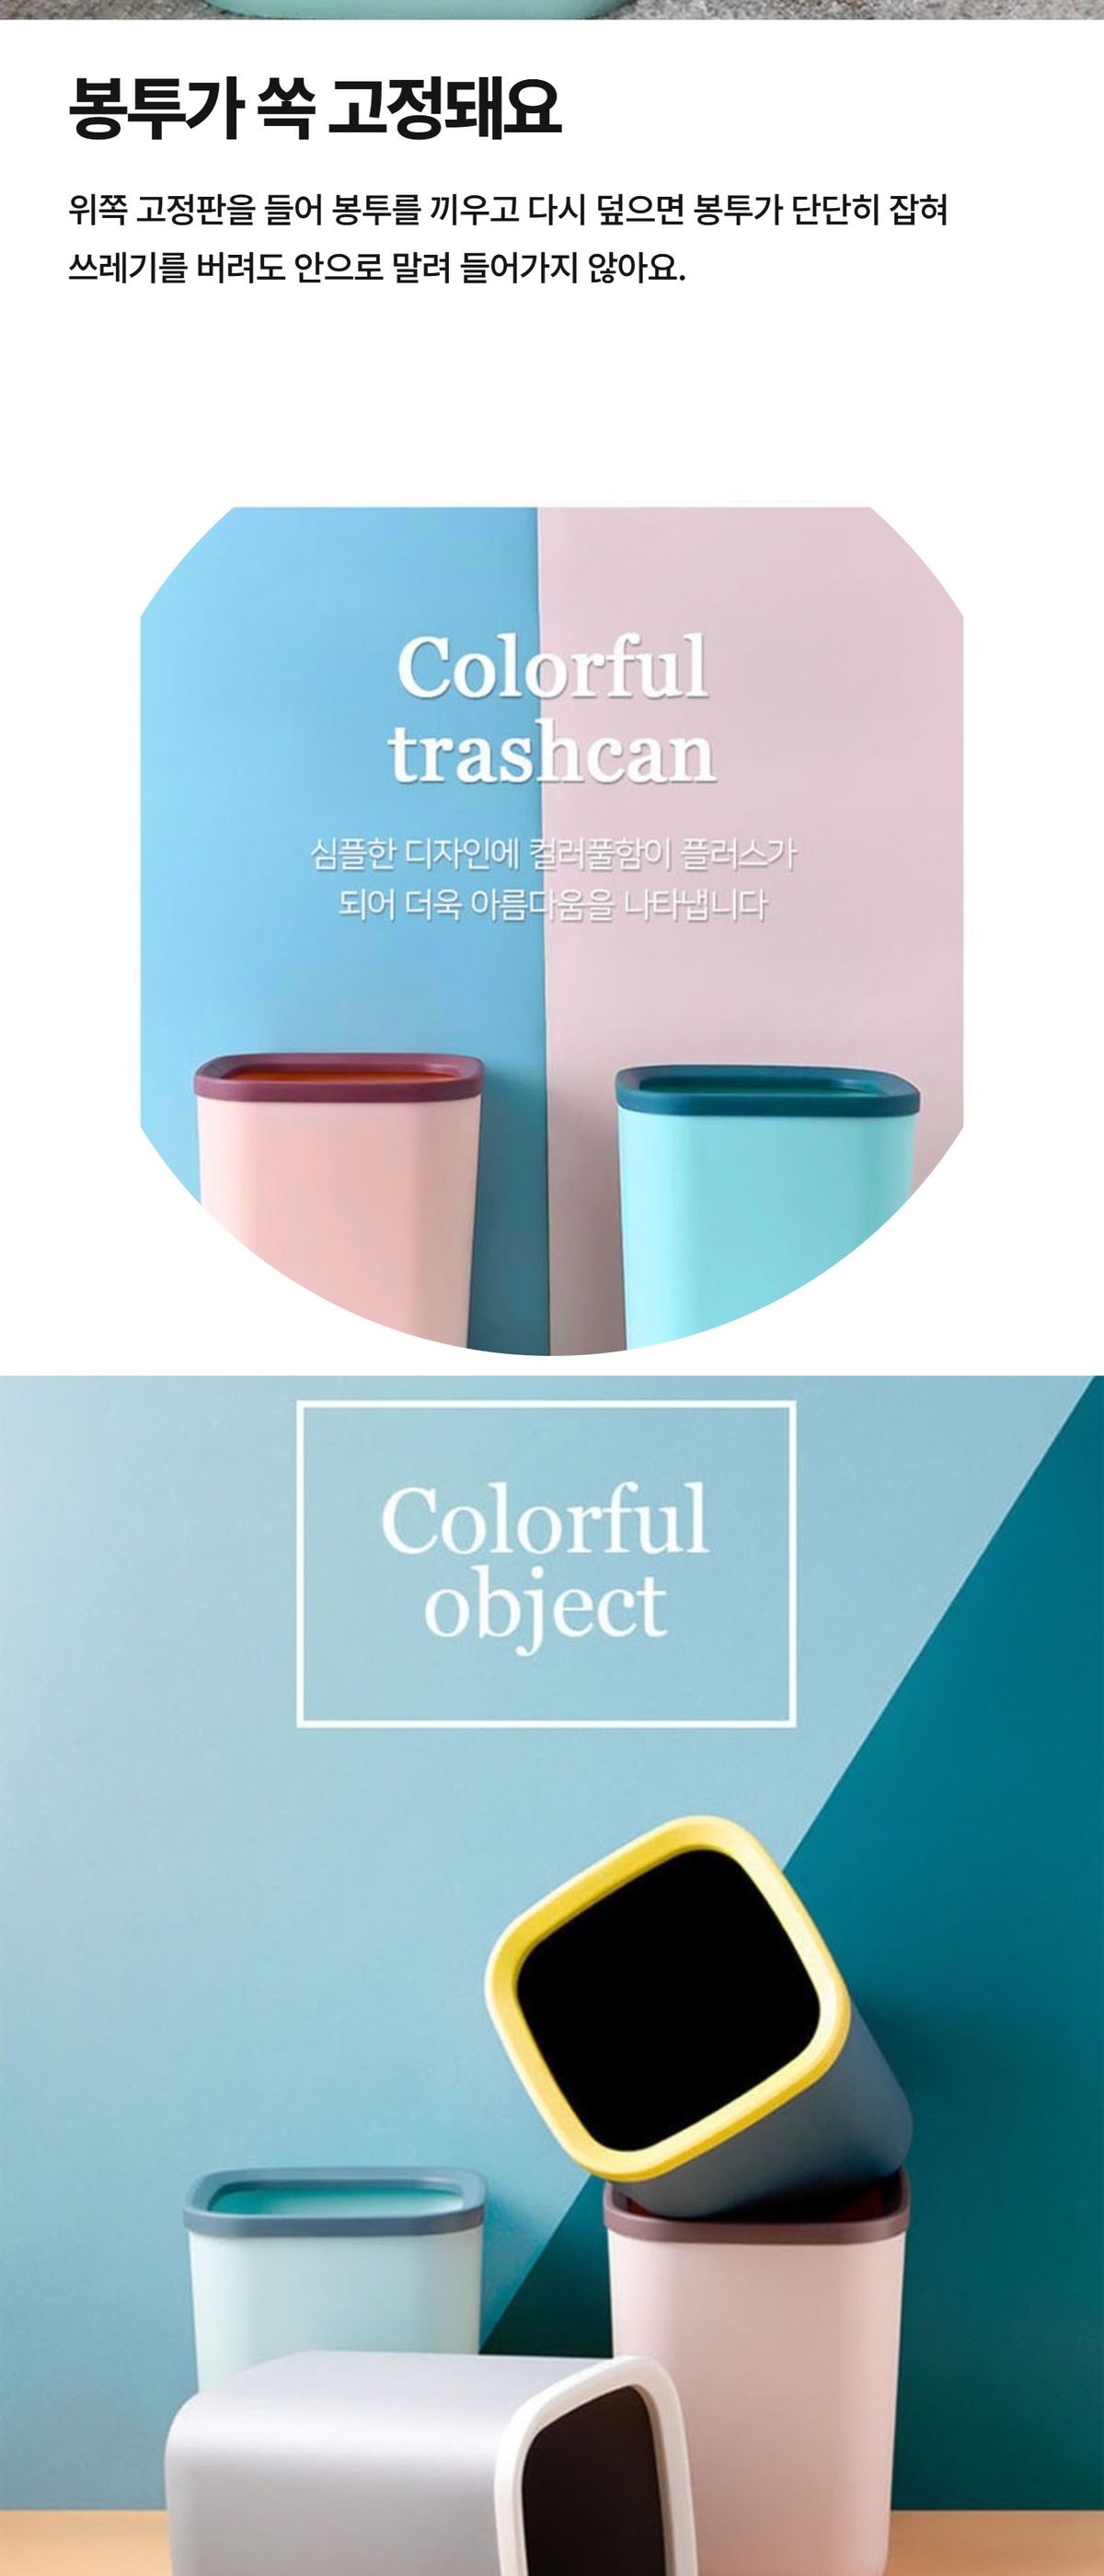 봉투가 쏙 고정돼요
위쪽 고정판을 들어 봉투를 끼우고 다시 덮으면 봉투가 단단히 잡혀
쓰레기를 버려도 안으로 말려 들어가지 않아요.
Colorful
trashcan
심플한 디자인에 컬러풀함이 플러스가
되어 더욱 아름다움을 나타냅니다
Colorful
object